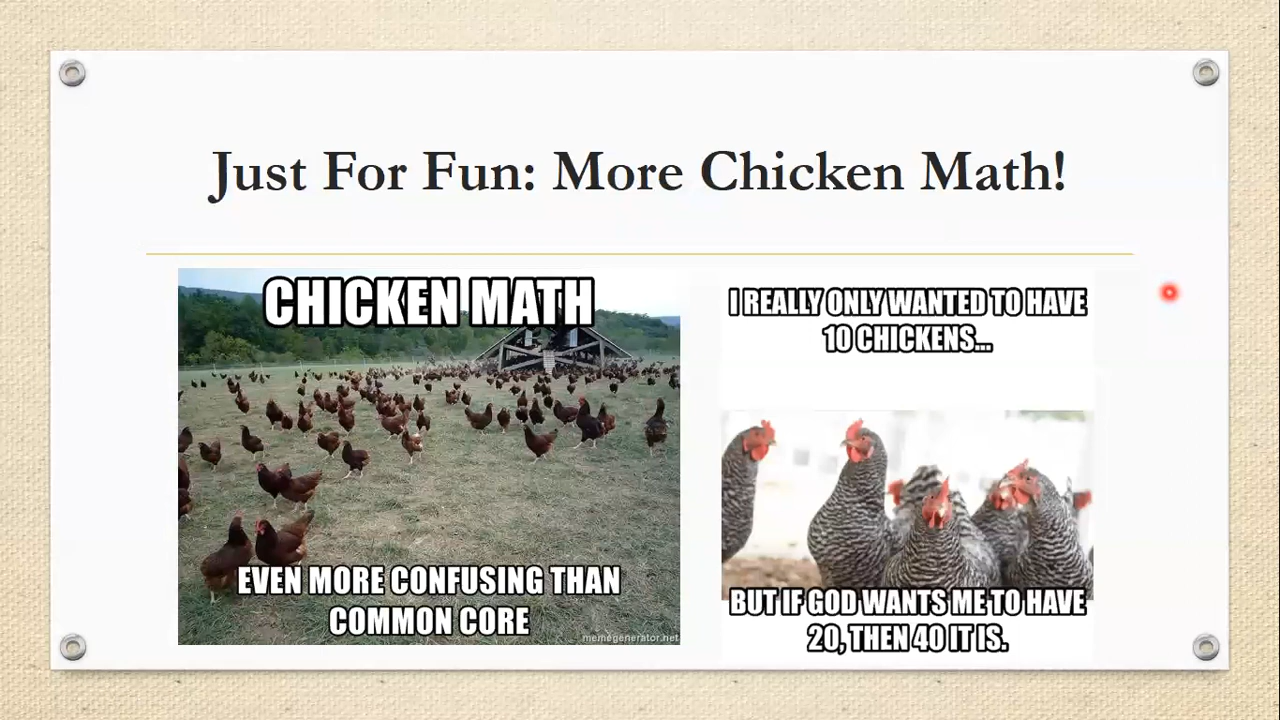 Just For Fun: More Chicken Math!
CHICKEN MATH
EVEN MORE CONFUSING THAN
COMMON CORE
memegenerator.net
I REALLY ONLY WANTED TO HAVE
10 CHICKENS...
BUT IF GOD WANTS ME TO HAVE
20, THEN 40 IT IS.